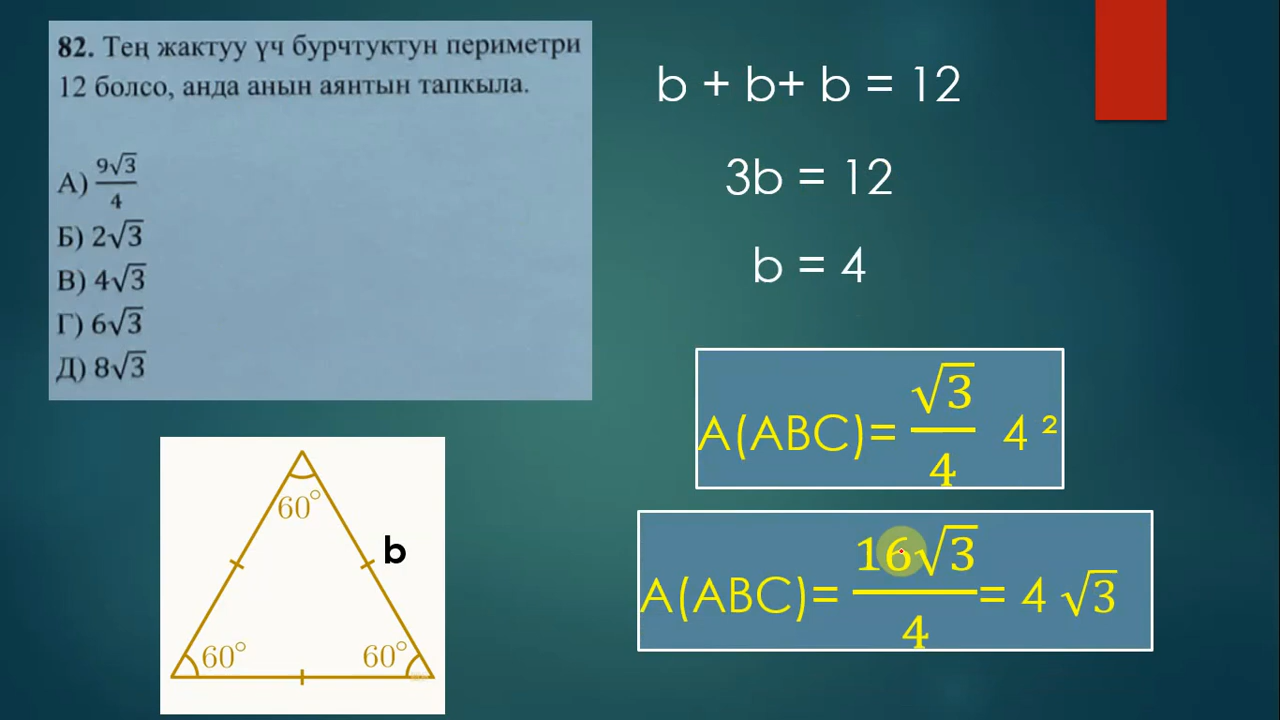 82. Тең жактуу үч бурчтуктун периметри
12 болсо, анда анын аянтын тапкыла.
А) 9√3/4
Б) 2√3
В) 4√3
Г) 6√3
Д) 8√3
b + b+ b = 12
3b = 12
b = 4
A(ABC)= √3/4 4 ²
A(ABC)= 16√3/4 = 4 √3
60°
b
60° 60°